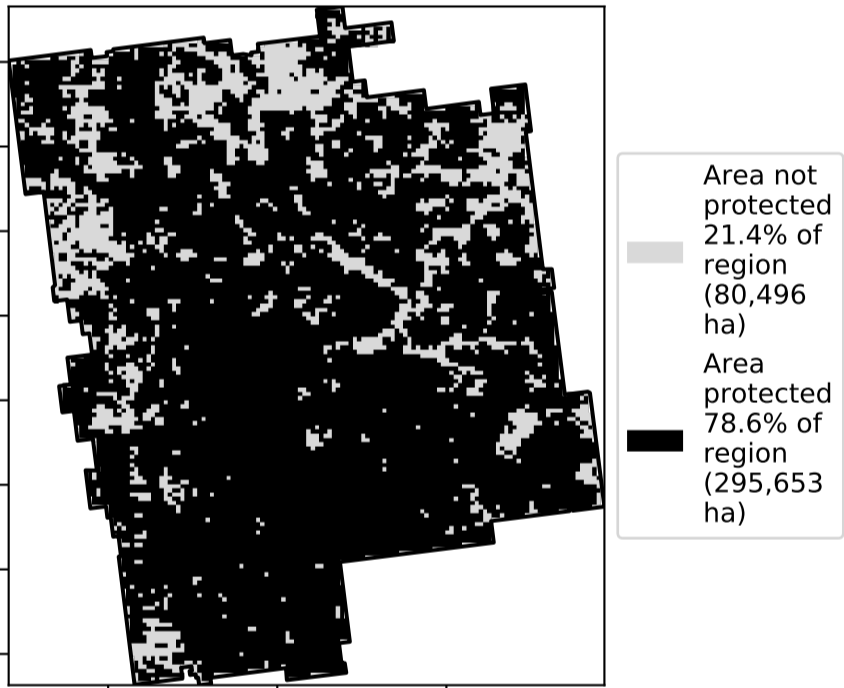 Area not
protected
21.4% of
region
(80,496
ha)
Area
protected
78.6% of
region
(295,653
ha)